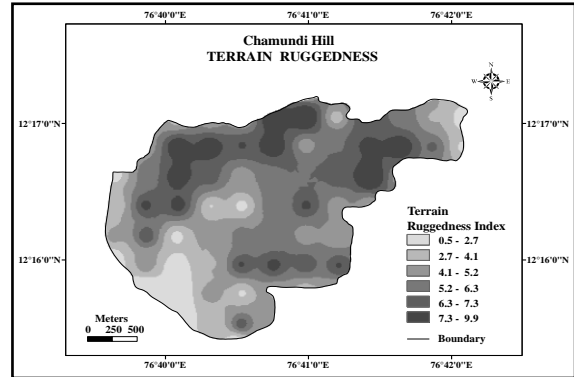 Chamundi Hill
TERRAIN RUGGEDNESS
76°40'0"E 76°41'0"E 76°42'0"E
N
W E
S
12°17'0"N 12°17'0"N
12°16'0"N 12°16'0"N
Terrain
Ruggedness Index
0.5 - 2.7
2.7 - 4.1
4.1 - 5.2
5.2 - 6.3
6.3 - 7.3
7.3 - 9.9
Boundary
Meters
0 250 500
76°40'0"E 76°41'0"E 76°42'0"E